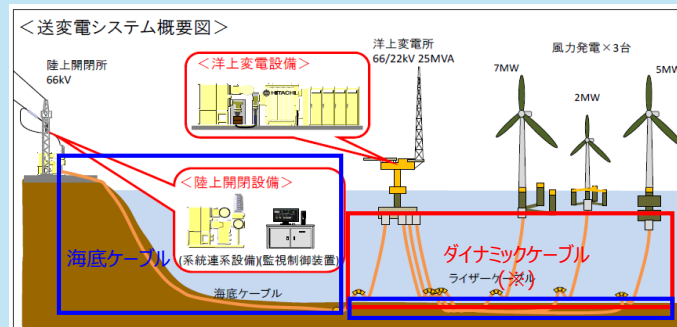 <送変電システム概要図>
陸上開閉所
66kV
<洋上変電設備>
HITACHI
洋上変電所
66/22kV 25MVA
風力発電×3台
7MW
2MW
5MW
<陸上開閉設備>
(系統連系設備)(監視制御装置)
海底ケーブル
海底ケーブル
ダイナミックケーブル
(※)
ライザーケーブル